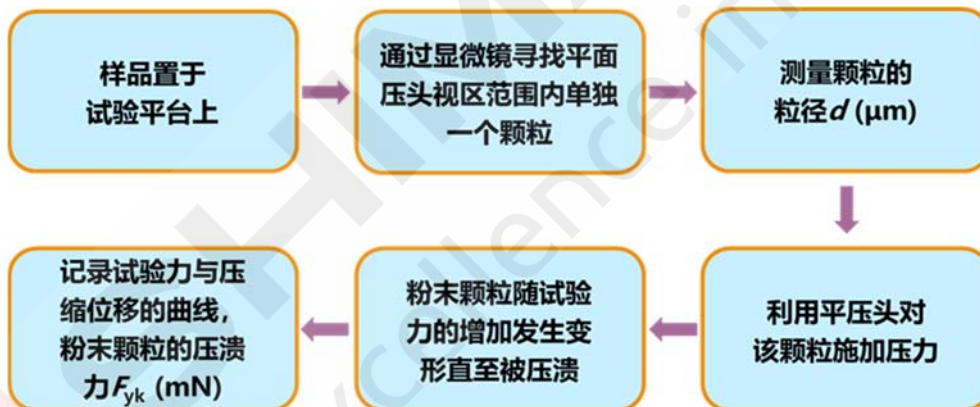 样品置于
试验平台上
通过显微镜寻找平面
压头视区范围内单独
一个颗粒
测量颗粒的
粒径d (μm)
利用平压头对
该颗粒施加压力
粉末颗粒随试验
力的增加发生变
形直至被压溃
记录试验力与压
缩位移的曲线，
粉末颗粒的压溃
力Fyk (mN)